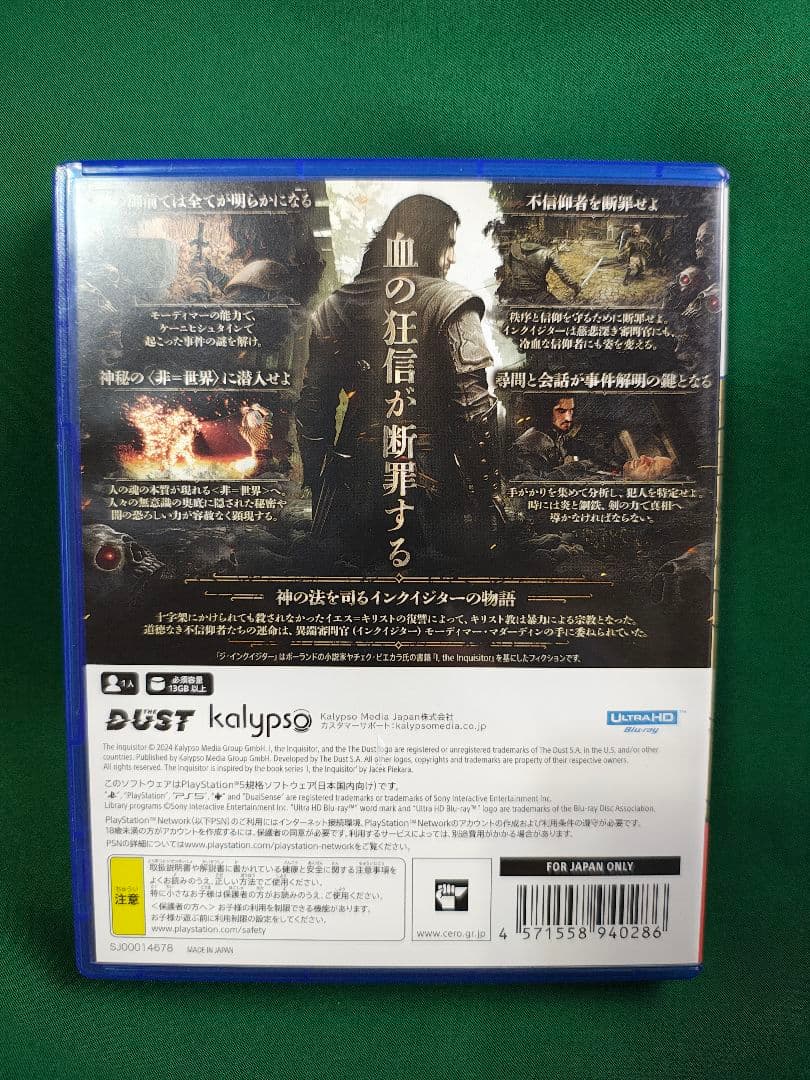 の御前では全てが明らかになる
モーディマーの能力で、
ケーニヒシュタインで
起こった事件の謎を解け。
神秘の〈非=世界〉に潜入せよ
人の魂の本質が現れる〈非=世界〉へ
人々の無意識の奥底に隠された秘密や
闇の恐ろしい力が容赦なく顕現する。
血の狂信が断罪する
不信仰者を断罪せよ
秩序と信仰を守るために断罪せよ。
インクイジターは慈悲深き審問官にも、
冷血な信仰者にも姿を変える。
尋問と会話が事件解明の鍵となる
手がかりを集めて分析し、犯人を特定せよ。
時には炎と鋼鉄、剣の力で真相へ
導かなければならない。
神の法を司るインクイジターの物語
十字架にかけられても殺されなかったイエス=キリストの復讐によって、キリスト教は暴力による宗教となった。
道徳なき不信仰者たちの運命は、異端審問官(インクイジター)モーディマー・マダーディンの手に委ねられていた。
「ジ・インクイジター」はポーランドの小説家ヤチェク・ピエカラ氏の書籍「I, the Inquisitor」を基にしたフィクションです。
1人
必須容量
13GB 以上
THE DUST
kalypso
Kalypso Media Japan株式会社
カスタマーサポート:kalypsomedia.co.jp
ULTRA HD
Blu-ray™
The Inquisitor © 2024 Kalypso Media Group GmbH. I, the Inquisitor, and the The Dust logo are registered or unregistered trademarks of The Dust S.A. in the U.S. and/or other
countries. Published by Kalypso Media Group GmbH. Developed by The Dust S.A. All other logos, copyrights and trademarks are property of their respective owners.
All rights reserved. The Inquisitor is inspired by the book series 'I, the Inquisitor' by Jacek Piekara.
このソフトウェアはPlayStation®5規格ソフトウェア(日本国内向け)です。
"PlayStation", "PS5", and "DualSense" are registered trademarks or trademarks of Sony Interactive Entertainment Inc.
Library programs ©Sony Interactive Entertainment Inc. "Ultra HD Blu-ray™" word mark and "Ultra HD Blu-ray™" logo are trademarks of the Blu-ray Disc Association.
PlayStation™Network(以下PSN)のご利用にはインターネット接続環境、PlayStation™Networkのアカウントの作成および利用条件の遵守が必要です。
18歳未満の方がアカウントを作成するには、保護者の同意が必要です。利用するサービスによっては、別途費用がかかる場合があります。
PSNの詳細についてはwww.playstation.com/playstation-networkをご覧ください。
ちゅうい
注意
取扱説明書や解説書に書かれている健康と安全に関する注意事項を
よくお読みのうえ、正しい方法でご使用ください。
特に小さなお子様は保護者の方がお読みのうえ、ご使用ください。
<保護者の方へ> お子様の利用を制限できる機能があります。
お子様が遊ぶ前に利用制限の設定をしてください。
www.playstation.com/safety
www.cero.gr.jp
FOR JAPAN ONLY
4 571558 940286
SJ00014678 MADE IN JAPAN